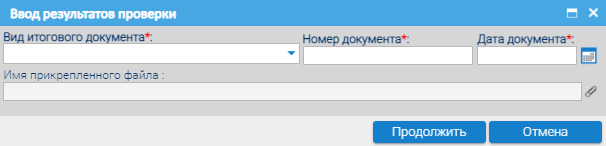 Ввод результатов проверки
Вид итогового документа*: Номер документа*: Дата документа*:
Имя прикрепленного файла :
Продолжить Отмена